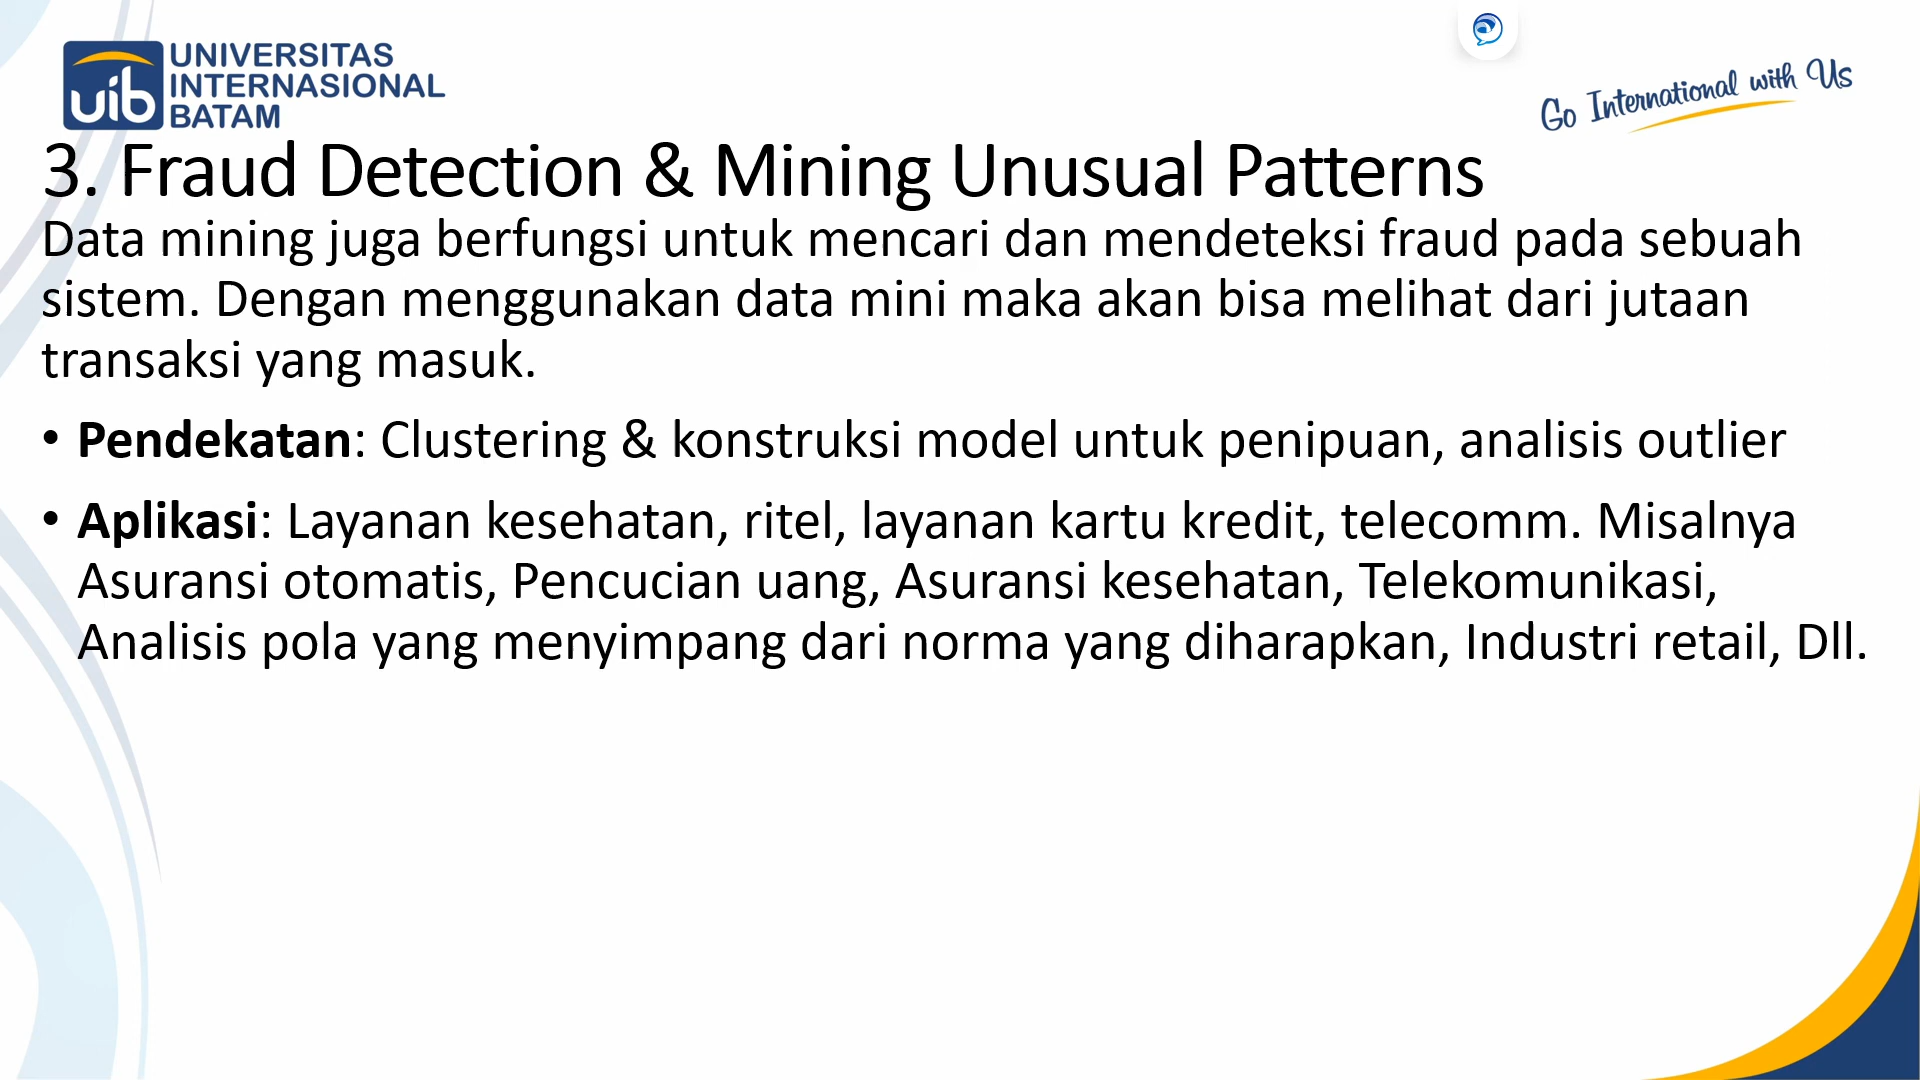 UNIVERSITAS
INTERNASIONAL
BATAM
uib
Go International with Us
3. Fraud Detection & Mining Unusual Patterns
Data mining juga berfungsi untuk mencari dan mendeteksi fraud pada sebuah
sistem. Dengan menggunakan data mini maka akan bisa melihat dari jutaan
transaksi yang masuk.
• Pendekatan: Clustering & konstruksi model untuk penipuan, analisis outlier
• Aplikasi: Layanan kesehatan, ritel, layanan kartu kredit, telecomm. Misalnya
Asuransi otomatis, Pencucian uang, Asuransi kesehatan, Telekomunikasi,
Analisis pola yang menyimpang dari norma yang diharapkan, Industri retail, Dll.